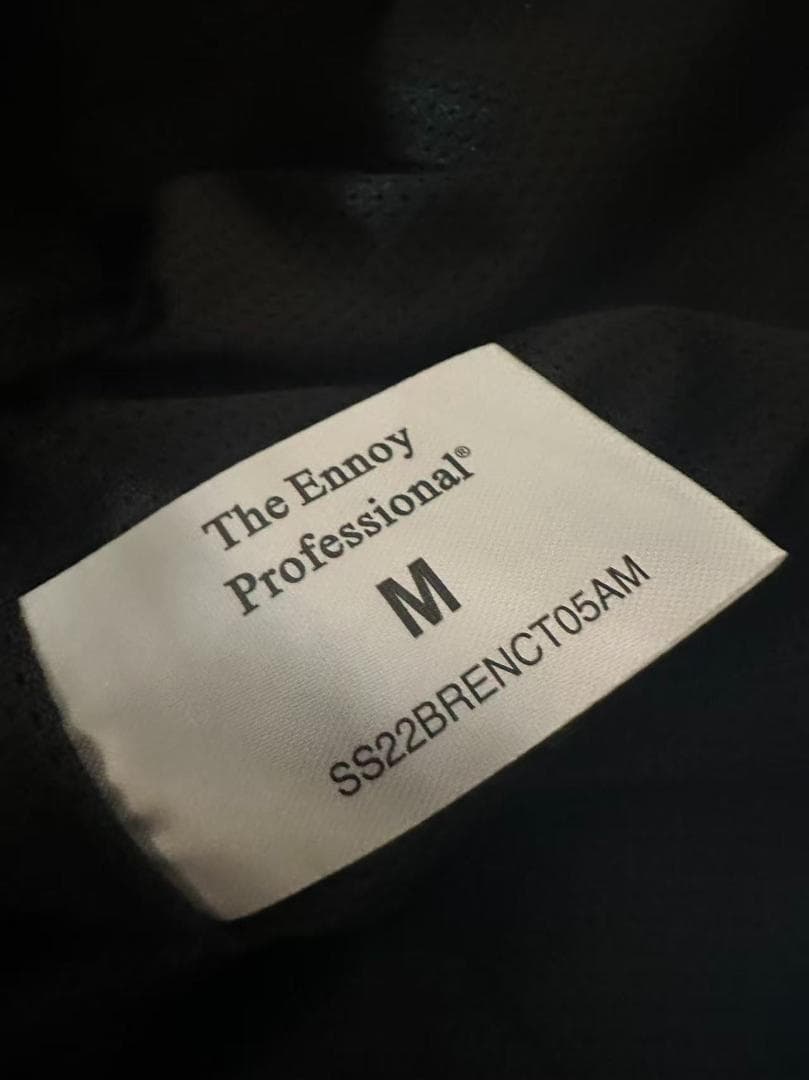 The Ennoy
Professional®
M
SS22BRENCT05AM